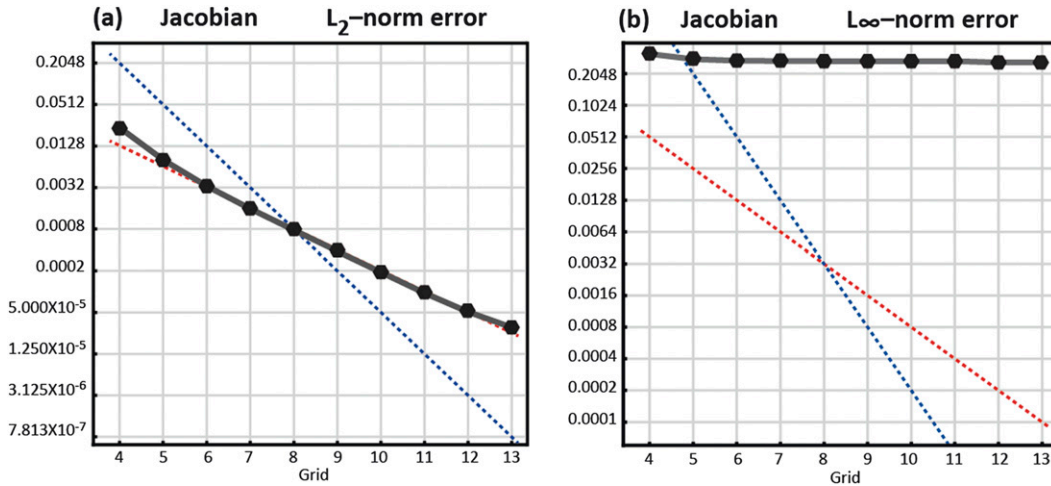 (a) Jacobian L₂–norm error
0.2048
0.0512
0.0128
0.0032
0.0008
0.0002
5.000X10⁻⁵
1.250X10⁻⁵
3.125X10⁻⁶
7.813X10⁻⁷
4 5 6 7 8 9 10 11 12 13
Grid
(b) Jacobian L∞–norm error
0.2048
0.1024
0.0512
0.0256
0.0128
0.0064
0.0032
0.0016
0.0008
0.0004
0.0002
0.0001
4 5 6 7 8 9 10 11 12 13
Grid